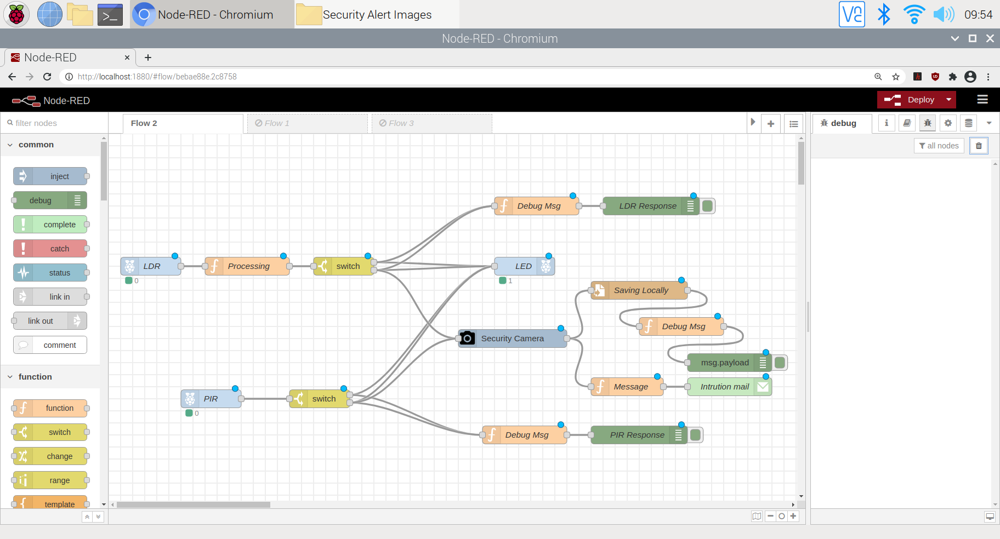 Node-RED - Chromium
Security Alert Images
09:54
Node-RED - Chromium
Node-RED
http://localhost:1880/#flow/bebae88e.2c8758
Node-RED
Deploy
filter nodes
Flow 2
Flow 1
Flow 3
debug
all nodes
common
inject
debug
complete
catch
status
link in
link out
comment
function
function
switch
change
range
template
Debug Msg
LDR Response
LDR
0
Processing
switch
LED
1
Saving Locally
Debug Msg
Security Camera
msg.payload
Message
Intrution mail
PIR
0
switch
Debug Msg
PIR Response